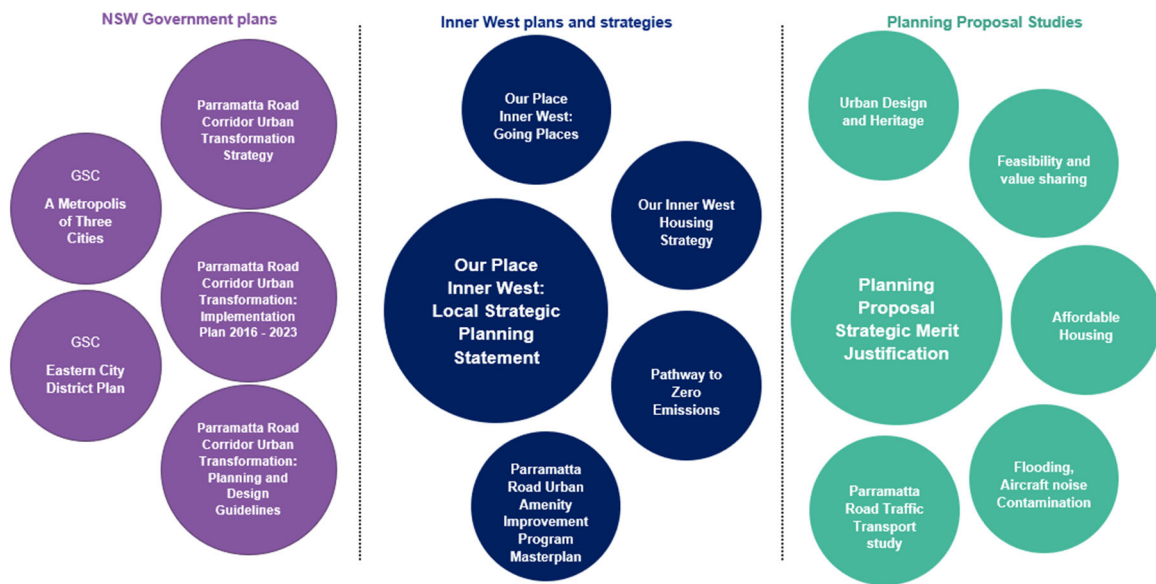 NSW Government plans
Parramatta Road
Corridor Urban
Transformation
Strategy
GSC
A Metropolis
of Three
Cities
Parramatta Road
Corridor Urban
Transformation:
Implementation
Plan 2016 - 2023
GSC
Eastern City
District Plan
Parramatta Road
Corridor Urban
Transformation:
Planning and
Design
Guidelines
Inner West plans and strategies
Our Place
Inner West:
Going Places
Our Inner West
Housing
Strategy
Our Place
Inner West:
Local Strategic
Planning
Statement
Pathway to
Zero
Emissions
Parramatta
Road Urban
Amenity
Improvement
Program
Masterplan
Planning Proposal Studies
Urban Design
and Heritage
Feasibility and
value sharing
Planning
Proposal
Strategic Merit
Justification
Affordable
Housing
Flooding,
Aircraft noise
Contamination
Parramatta
Road Traffic
Transport
study